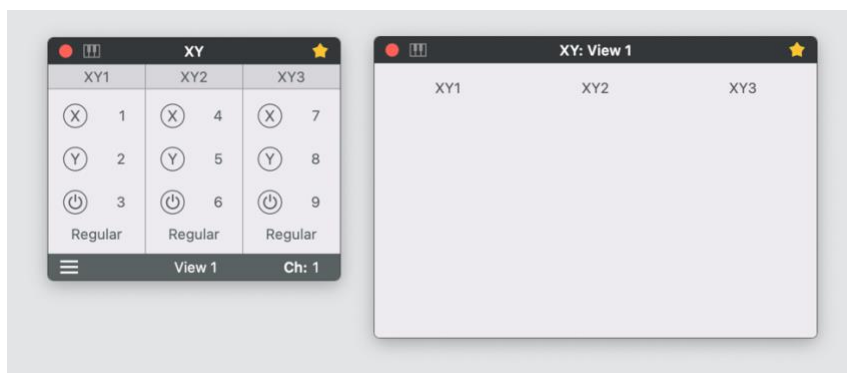 XY
XY1 XY2 XY3
X 1 X 4 X 7
Y 2 Y 5 Y 8
3 6 9
Regular Regular Regular
View 1 Ch: 1
XY: View 1
XY1 XY2 XY3